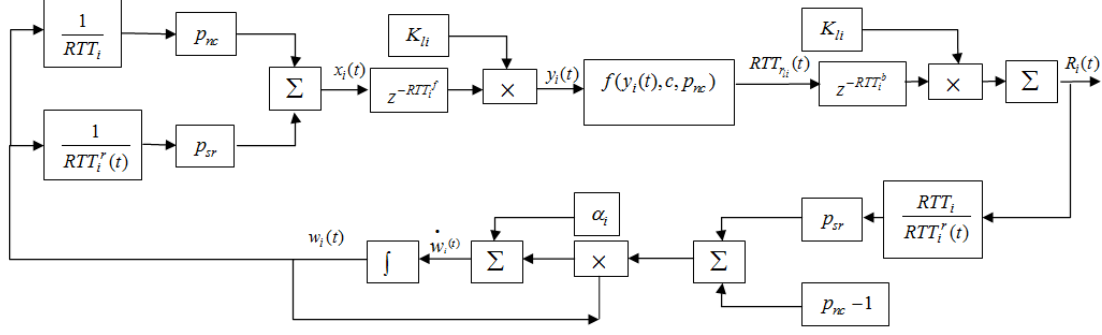 1/RTT_i
p_nc
K_li
K_li
x_i(t)
y_i(t)
RTT_{r_li}(t)
R_i(t)
Σ
z^{-RTT_i^f}
×
f(y_i(t), c, p_nc)
z^{-RTT_i^b}
×
Σ
1/RTT_i^r(t)
p_sr
α_i
p_sr
RTT_i/RTT_i^r(t)
w_i(t)
ẇ_i(t)
∫
Σ
×
Σ
p_nc − 1